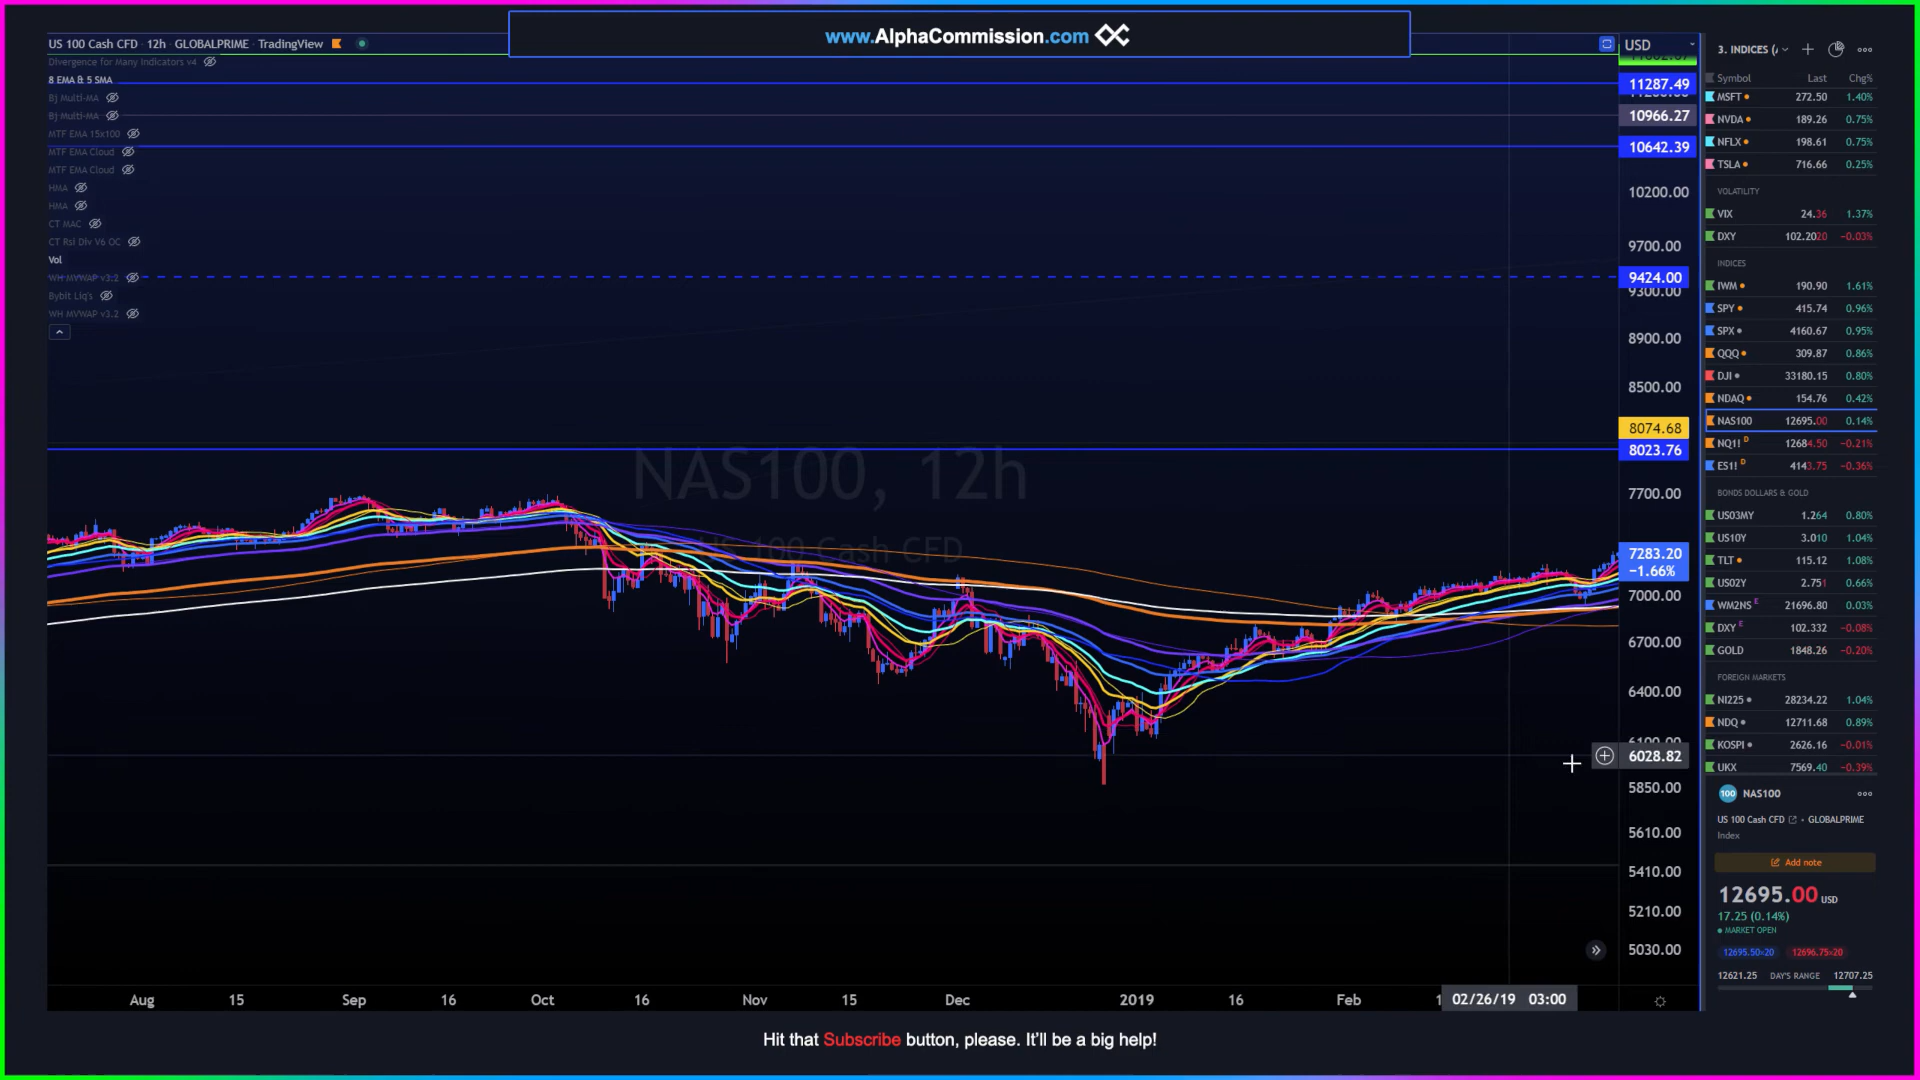 www.AlphaCommission.com
US 100 Cash CFD · 12h · GLOBALPRIME · TradingView
Divergence for Many Indicators v4
8 EMA & 5 SMA
Bj Multi-MA
Bj Multi-MA
MTF EMA 15x100
MTF EMA Cloud
MTF EMA Cloud
HMA
HMA
CT MAC
CT Rsi Div V6 OC
Vol
WH MVWAP v3.2
Bybit Liq's
WH MVWAP v3.2
NAS100, 12h
US 100 Cash CFD
USD
11287.49
10966.27
10642.39
10200.00
9700.00
9424.00
9300.00
8900.00
8500.00
8074.68
8023.76
7700.00
7283.20
−1.66%
7000.00
6700.00
6400.00
6100.00
6028.82
5850.00
5610.00
5410.00
5210.00
5030.00
Aug 15 Sep 16 Oct 16 Nov 15 Dec 2019 16 Feb 02/26/19 03:00
3. INDICES (
Symbol Last Chg%
MSFT 272.50 1.40%
NVDA 189.26 0.75%
NFLX 198.61 0.75%
TSLA 716.66 0.25%
VOLATILITY
VIX 24.36 1.37%
DXY 102.2020 −0.03%
INDICES
IWM 190.90 1.61%
SPY 415.74 0.96%
SPX 4160.67 0.95%
QQQ 309.87 0.86%
DJI 33180.15 0.80%
NDAQ 154.76 0.42%
NAS100 12695.00 0.14%
NQ1! D 12684.50 −0.21%
ES1! D 4143.75 −0.36%
BONDS DOLLARS & GOLD
US03MY 1.264 0.80%
US10Y 3.010 1.04%
TLT 115.12 1.08%
US02Y 2.751 0.66%
WM2NS E 21696.80 0.03%
DXY E 102.332 −0.08%
GOLD 1848.26 −0.20%
FOREIGN MARKETS
NI225 28234.22 1.04%
NDQ 12711.68 0.89%
KOSPI 2626.16 −0.01%
UKX 7569.40 −0.39%
100 NAS100
US 100 Cash CFD • GLOBALPRIME
Index
Add note
12695.00 USD
17.25 (0.14%)
MARKET OPEN
12695.50×20 12696.75×20
12621.25 DAY'S RANGE 12707.25
Hit that Subscribe button, please. It'll be a big help!